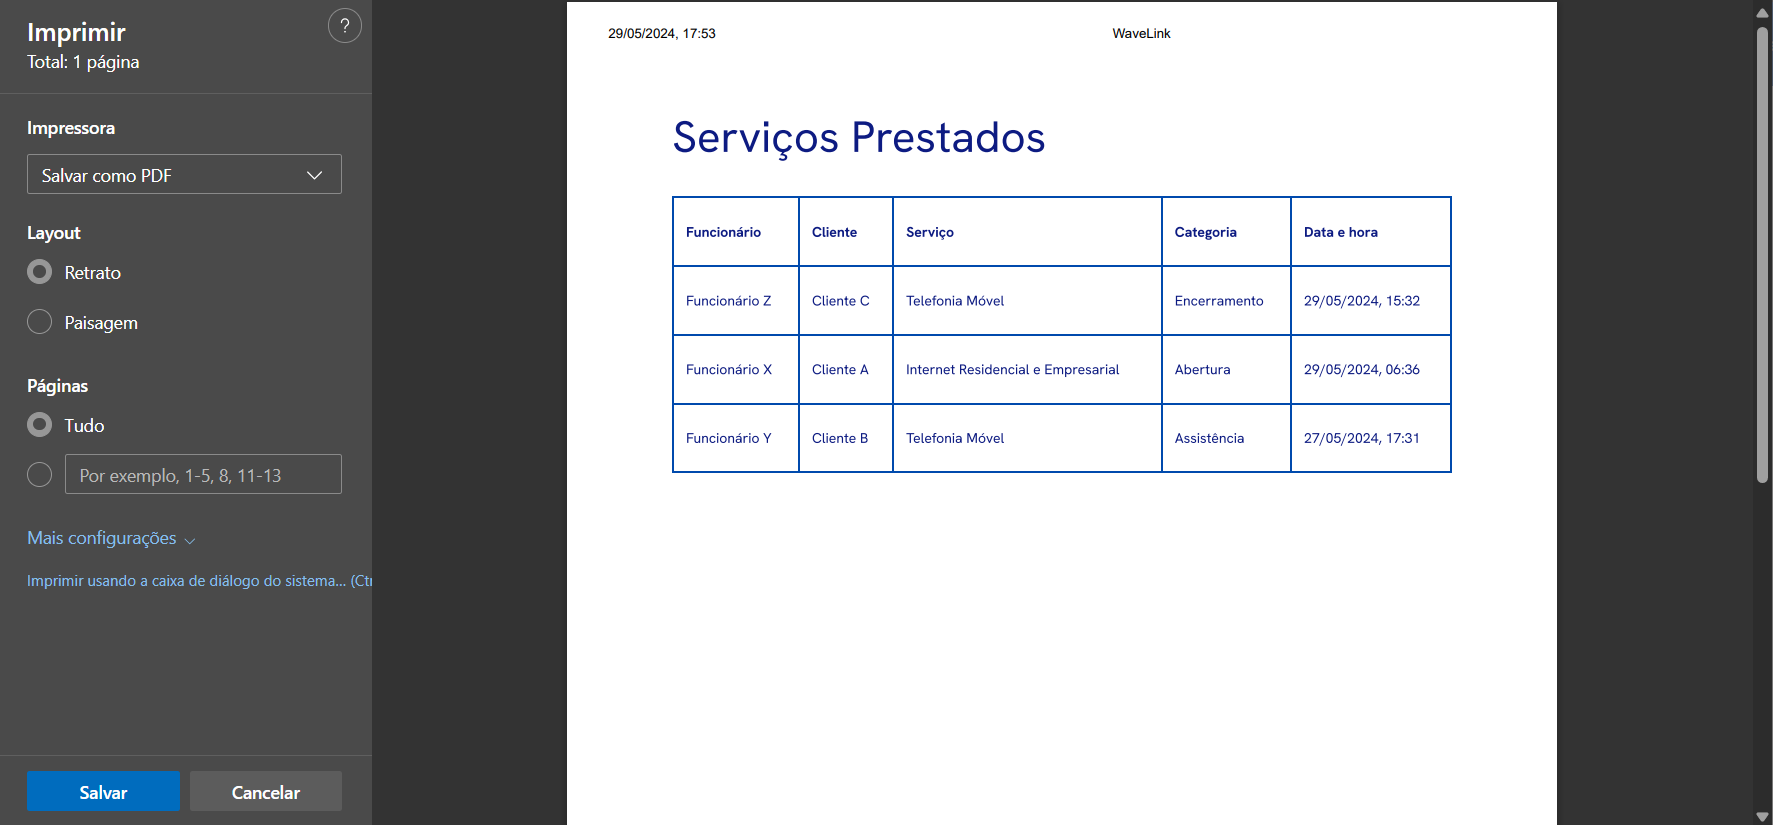 Imprimir
?
Total: 1 página
Impressora
Salvar como PDF
Layout
Retrato
Paisagem
Páginas
Tudo
Por exemplo, 1-5, 8, 11-13
Mais configurações
Imprimir usando a caixa de diálogo do sistema... (Ctr
Salvar Cancelar
29/05/2024, 17:53 WaveLink
Serviços Prestados
Funcionário Cliente Serviço Categoria Data e hora
Funcionário Z Cliente C Telefonia Móvel Encerramento 29/05/2024, 15:32
Funcionário X Cliente A Internet Residencial e Empresarial Abertura 29/05/2024, 06:36
Funcionário Y Cliente B Telefonia Móvel Assistência 27/05/2024, 17:31